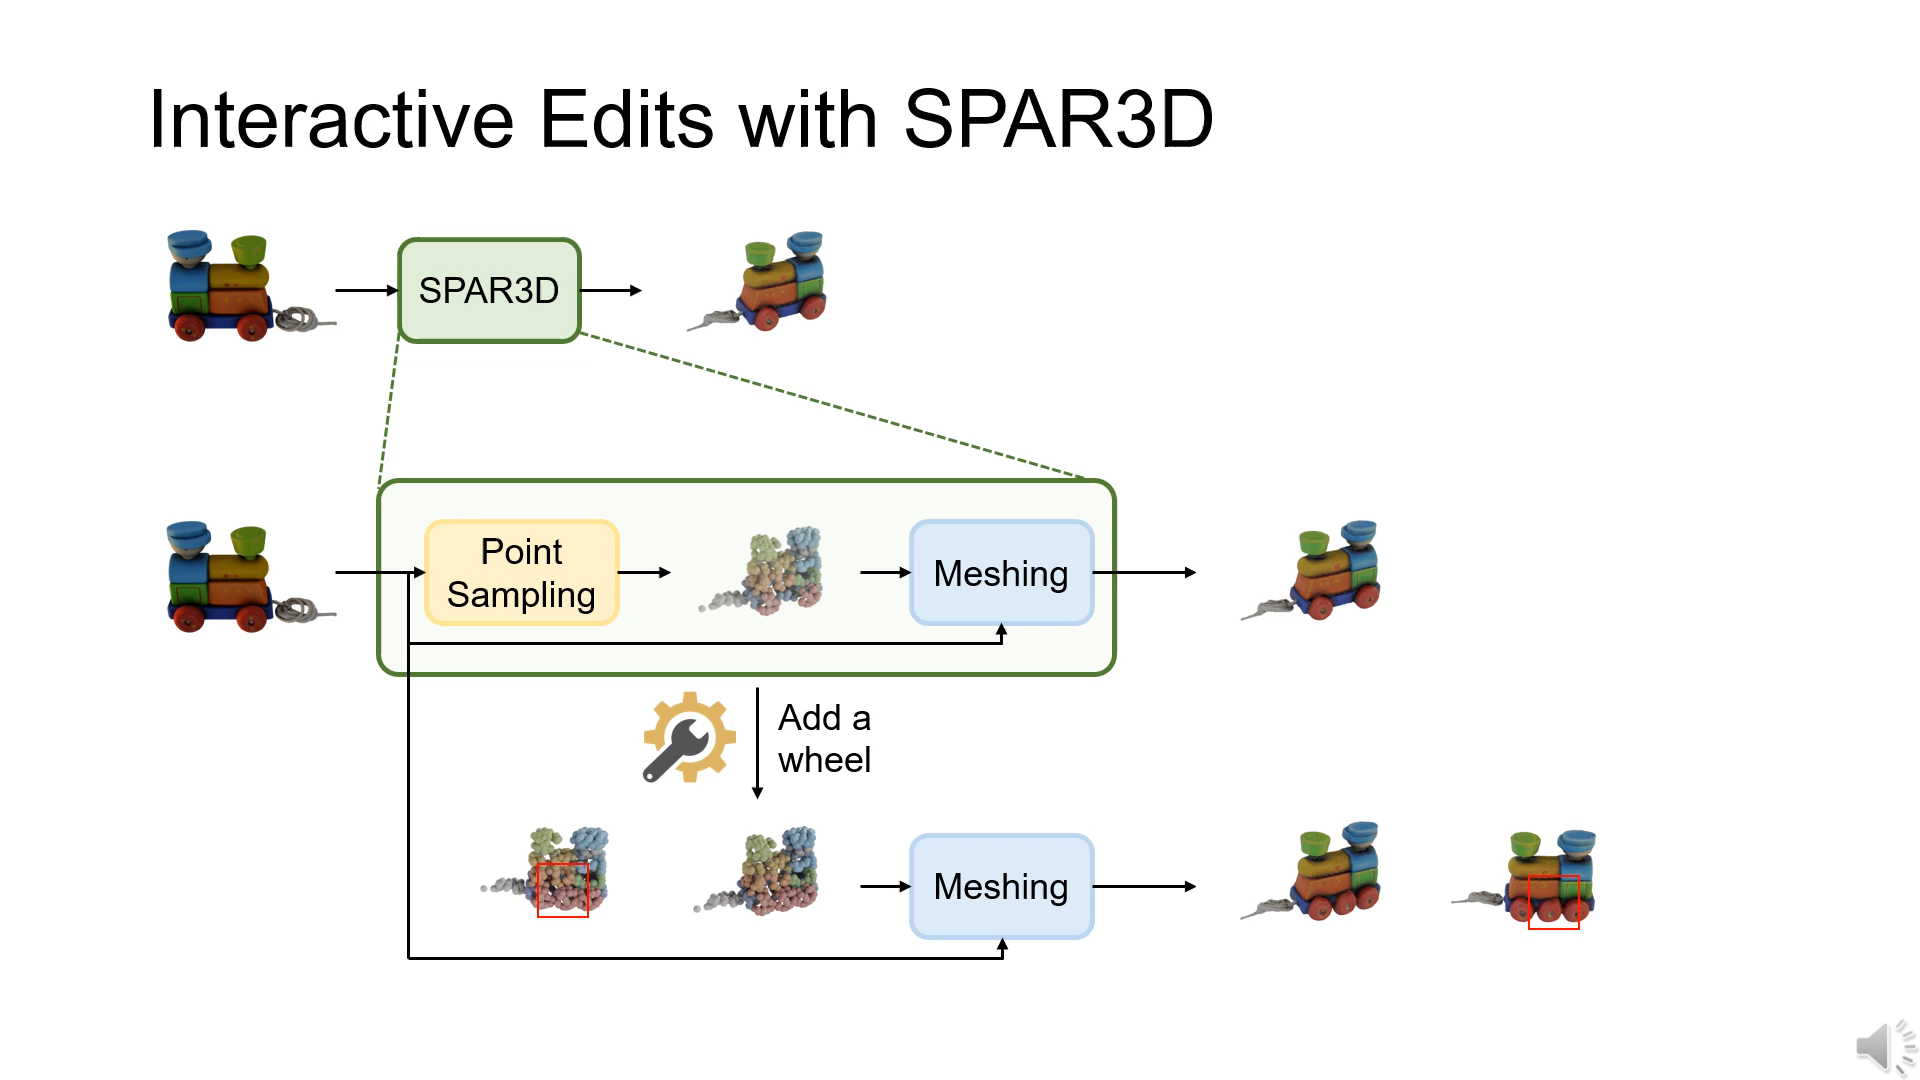 Interactive Edits with SPAR3D
SPAR3D
Point
Sampling
Meshing
Add a
wheel
Meshing